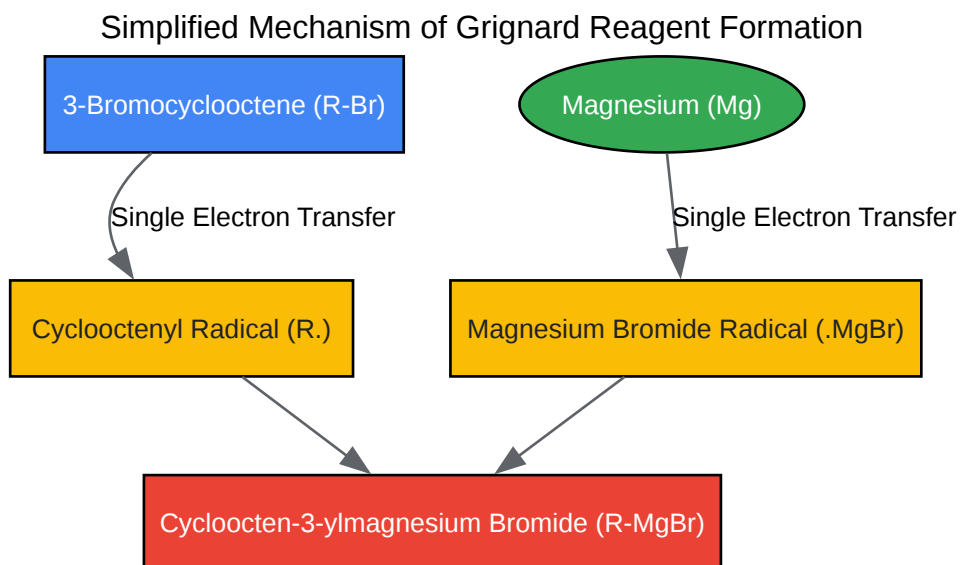 Simplified Mechanism of Grignard Reagent Formation
3-Bromocyclooctene (R-Br)
Magnesium (Mg)
Single Electron Transfer
Single Electron Transfer
Cyclooctenyl Radical (R.)
Magnesium Bromide Radical (.MgBr)
Cycloocten-3-ylmagnesium Bromide (R-MgBr)